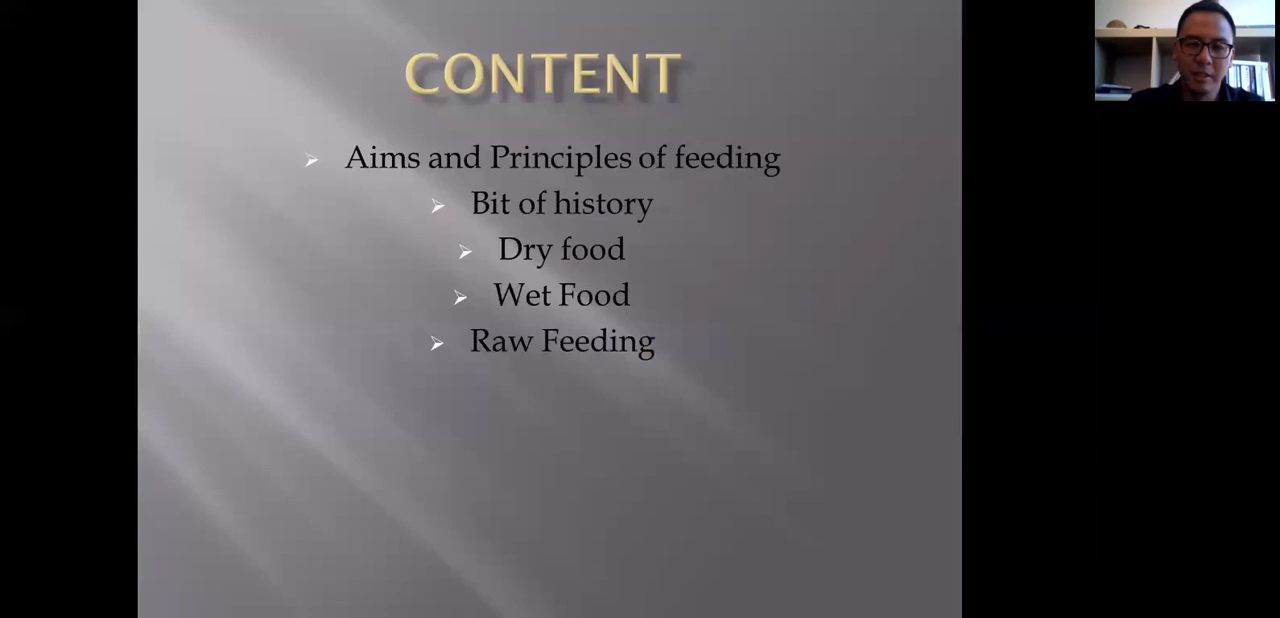 CONTENT
Aims and Principles of feeding
Bit of history
Dry food
Wet Food
Raw Feeding